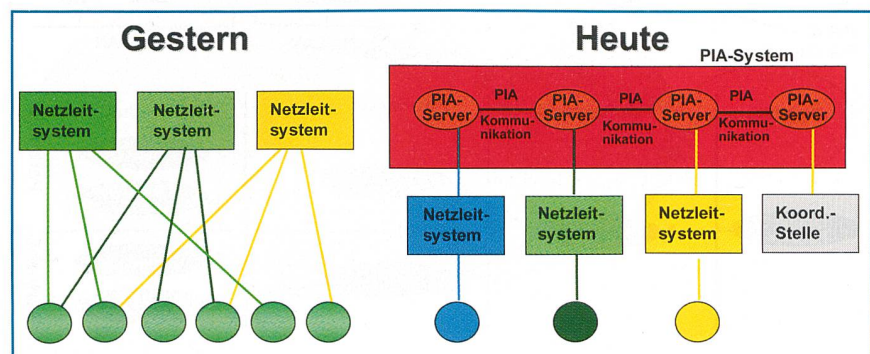 Gestern
Netzleit-
system
Netzleit-
system
Netzleit-
system
Heute
PIA-System
PIA-
Server
PIA
Kommu-
nikation
PIA-
Server
PIA
Kommu-
nikation
PIA-
Server
PIA
Kommu-
nikation
PIA-
Server
Netzleit-
system
Netzleit-
system
Netzleit-
system
Koord.-
Stelle